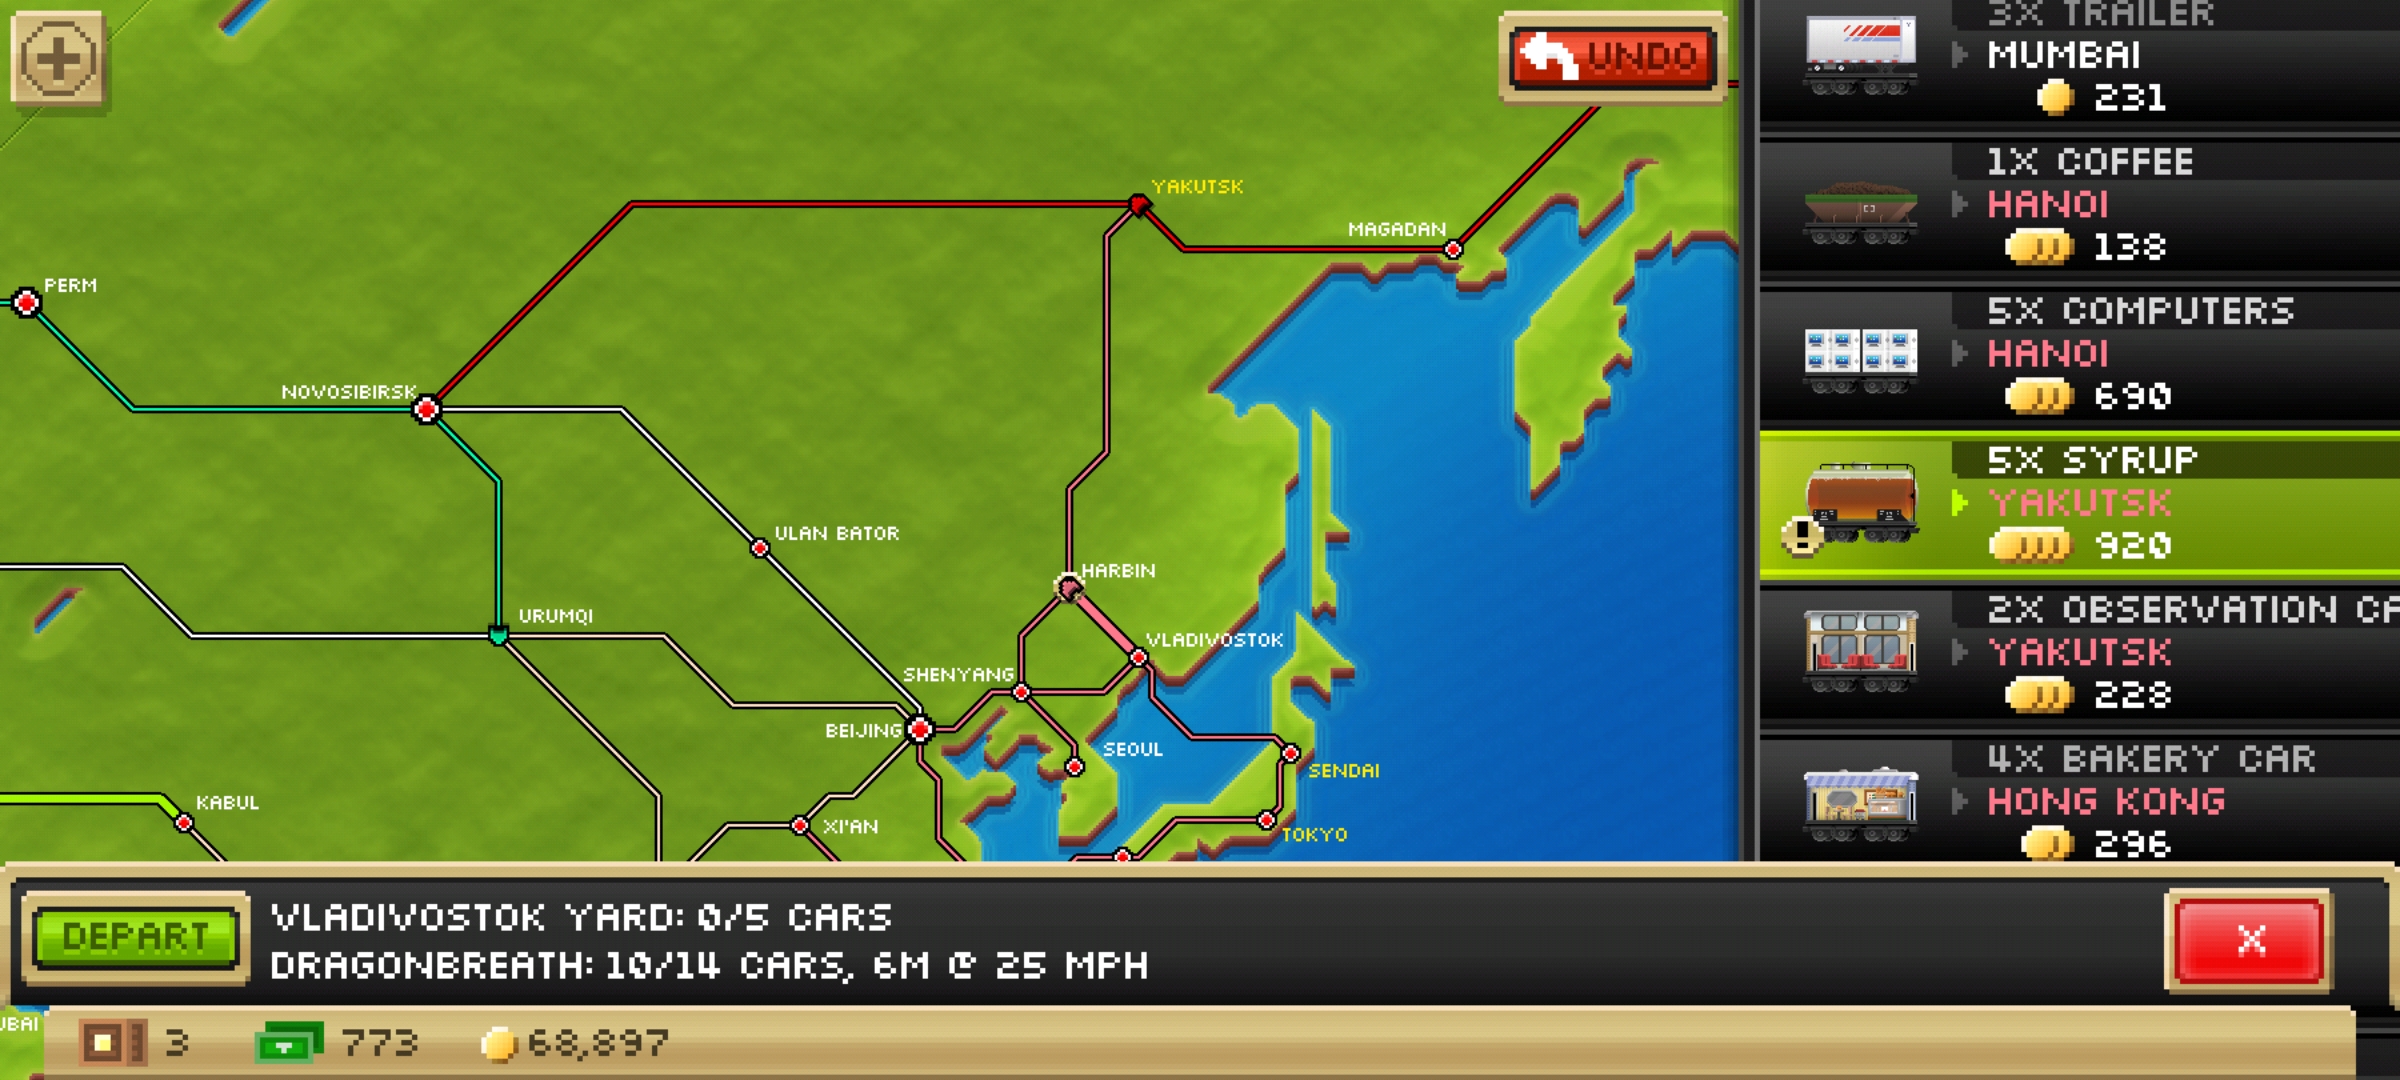 UNDO
YAKUTSK
MAGADAN
PERM
NOVOSIBIRSK
ULAN BATOR
HARBIN
URUMQI
VLADIVOSTOK
SHENYANG
BEIJING
SEOUL
SENDAI
KABUL
XI'AN
TOKYO
3X TRAILER
MUMBAI
231
1X COFFEE
HANOI
138
5X COMPUTERS
HANOI
690
5X SYRUP
YAKUTSK
920
2X OBSERVATION CA
YAKUTSK
228
4X BAKERY CAR
HONG KONG
296
DEPART
VLADIVOSTOK YARD: 0/5 CARS
DRAGONBREATH: 10/14 CARS, 6M @ 25 MPH
X
3
773
68,897